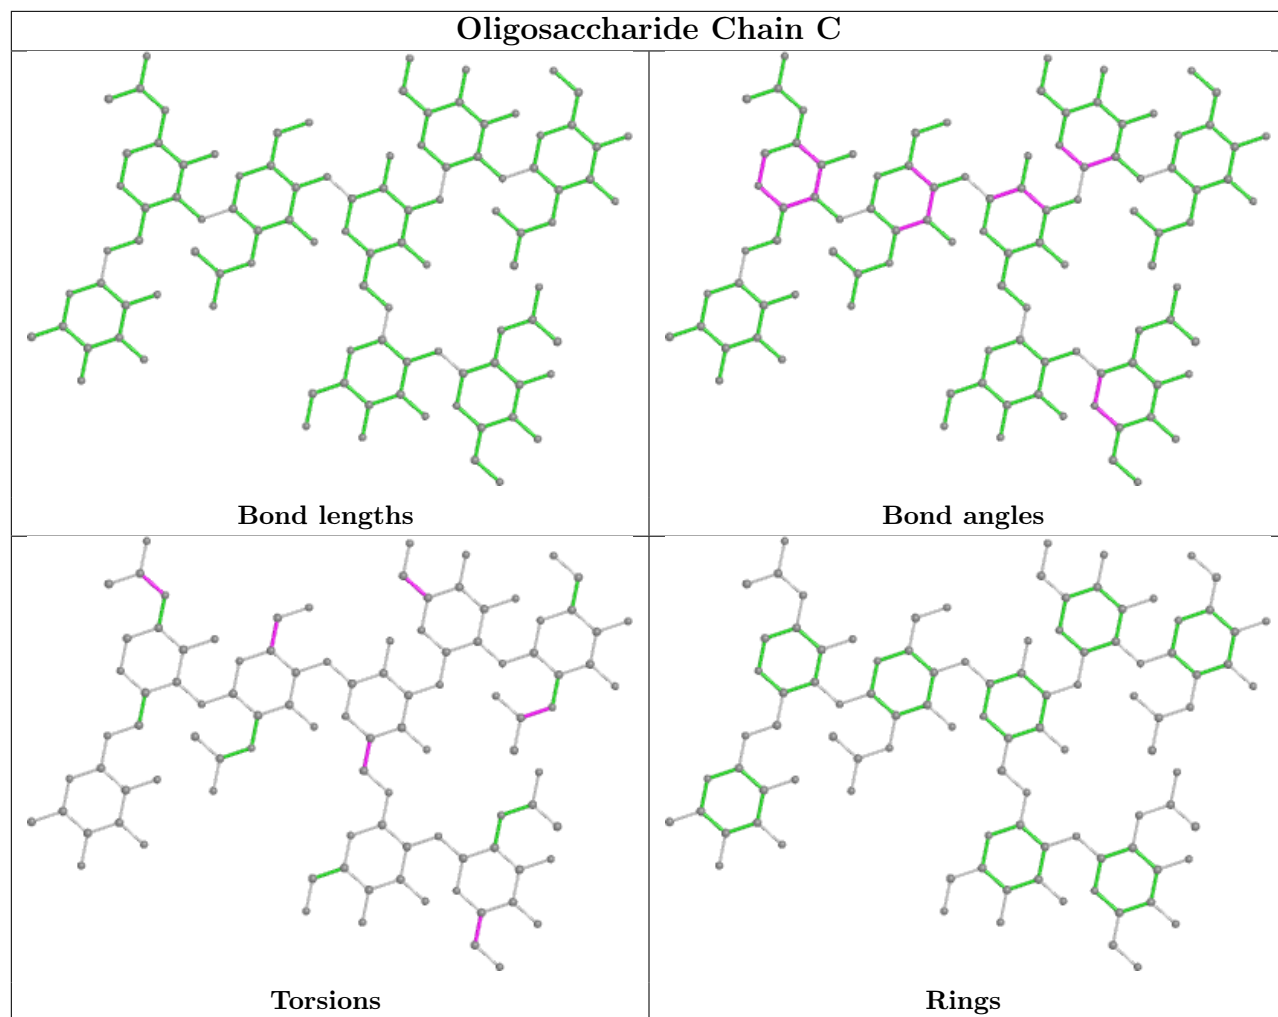 Oligosaccharide Chain C
Bond lengths
Bond angles
Torsions
Rings